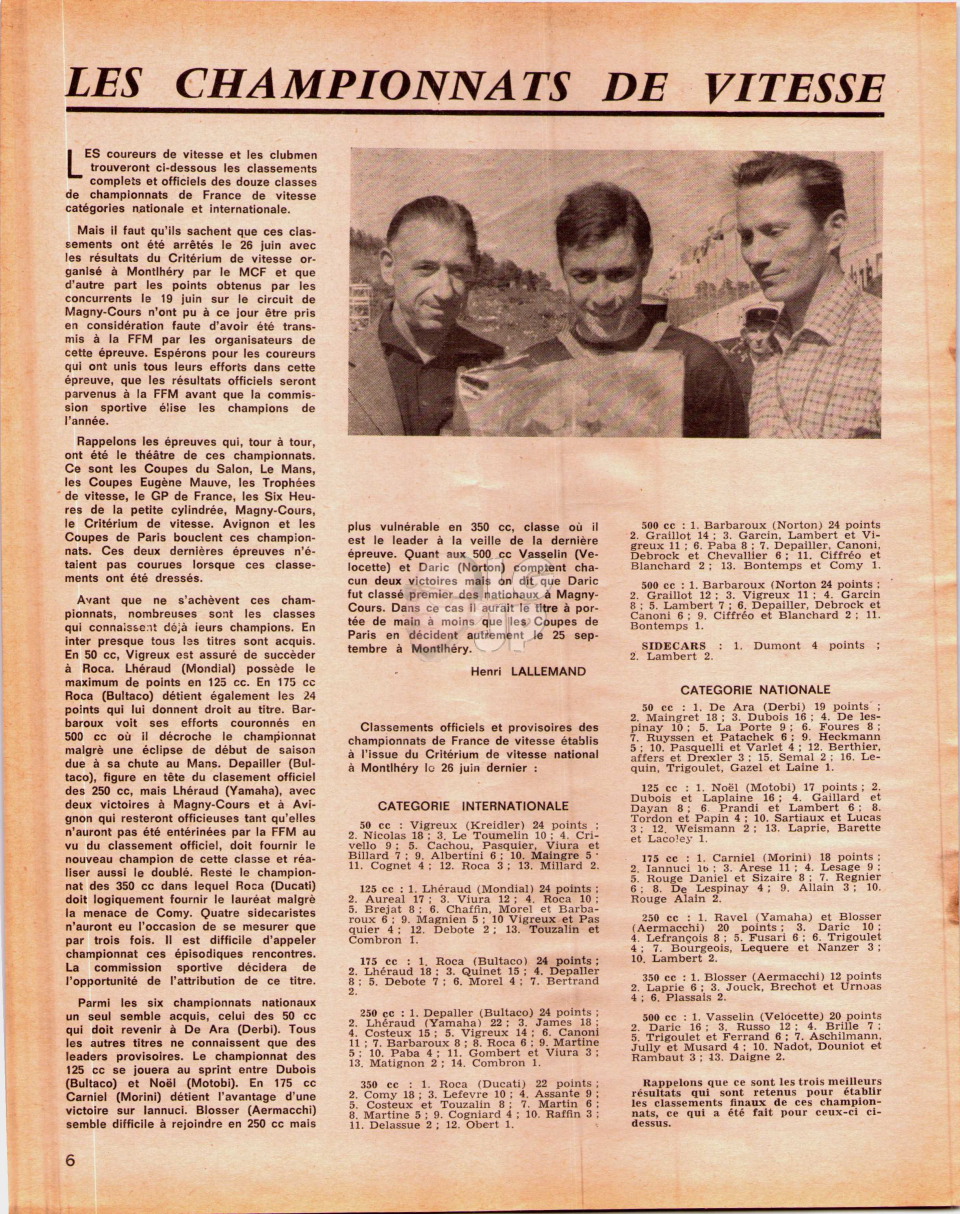 LES CHAMPIONNATS DE VITESSE
LES coureurs de vitesse et les clubmen
trouveront ci-dessous les classements
complets et officiels des douze classes
de championnats de France de vitesse
catégories nationale et internationale.
Mais il faut qu'ils sachent que ces clas-
sements ont été arrêtés le 26 juin avec
les résultats du Critérium de vitesse or-
ganisé à Montlhéry par le MCF et que
d'autre part les points obtenus par les
concurrents le 19 juin sur le circuit de
Magny-Cours n'ont pu à ce jour être pris
en considération faute d'avoir été trans-
mis à la FFM par les organisateurs de
cette épreuve. Espérons pour les coureurs
qui ont unis tous leurs efforts dans cette
épreuve, que les résultats officiels seront
parvenus à la FFM avant que la commis-
sion sportive élise les champions de
l'année.
Rappelons les épreuves qui, tour à tour,
ont été le théâtre de ces championnats.
Ce sont les Coupes du Salon, Le Mans,
les Coupes Eugène Mauve, les Trophées
de vitesse, le GP de France, les Six Heu-
res de la petite cylindrée, Magny-Cours,
le Critérium de vitesse. Avignon et les
Coupes de Paris bouclent ces champion-
nats. Ces deux dernières épreuves n'é-
taient pas courues lorsque ces classe-
ments ont été dressés.
Avant que ne s'achèvent ces cham-
pionnats, nombreuses sont les classes
qui connaissent déjà leurs champions. En
inter presque tous les titres sont acquis.
En 50 cc, Vigreux est assuré de succèder
à Roca. Lhéraud (Mondial) possède le
maximum de points en 125 cc. En 175 cc
Roca (Bultaco) détient également les 24
points qui lui donnent droit au titre. Bar-
baroux voit ses efforts couronnés en
500 cc où il décroche le championnat
malgrè une éclipse de début de saison
due à sa chute au Mans. Depailler (Bul-
taco), figure en tête du clasement officiel
des 250 cc, mais Lhéraud (Yamaha), avec
deux victoires à Magny-Cours et à Avi-
gnon qui resteront officieuses tant qu'elles
n'auront pas été entérinées par la FFM au
vu du classement officiel, doit fournir le
nouveau champion de cette classe et réa-
liser aussi le doublé. Reste le champion-
nat des 350 cc dans lequel Roca (Ducati)
doit logiquement fournir le lauréat malgrè
la menace de Comy. Quatre sidecaristes
n'auront eu l'occasion de se mesurer que
par trois fois. Il est difficile d'appeler
championnat ces épisodiques rencontres.
La commission sportive décidera de
l'opportunité de l'attribution de ce titre.
Parmi les six championnats nationaux
un seul semble acquis, celui des 50 cc
qui doit revenir à De Ara (Derbi). Tous
les autres titres ne connaissent que des
leaders provisoires. Le championnat des
125 cc se jouera au sprint entre Dubois
(Bultaco) et Noël (Motobi). En 175 cc
Carniel (Morini) détient l'avantage d'une
victoire sur Iannuci. Blosser (Aermacchi)
semble difficile à rejoindre en 250 cc mais
plus vulnérable en 350 cc, classe où il
est le leader à la veille de la dernière
épreuve. Quant aux 500 cc Vasselin (Ve-
locette) et Daric (Norton) comptent cha-
cun deux victoires mais on dit que Daric
fut classé premier des nationaux à Magny-
Cours. Dans ce cas il aurait le titre à por-
tée de main à moins que les Coupes de
Paris en décident autrement le 25 sep-
tembre à Montlhéry.
Henri LALLEMAND
Classements officiels et provisoires des
championnats de France de vitesse établis
à l'issue du Critérium de vitesse national
à Montlhéry le 26 juin dernier :
CATEGORIE INTERNATIONALE
50 cc : Vigreux (Kreidler) 24 points ;
2. Nicolas 18 ; 3. Le Toumelin 10 ; 4. Cri-
vello 9 ; 5. Cachou, Pasquier, Viura et
Billard 7 ; 9. Albertini 6 ; 10. Maingre 5
11. Cognet 4 ; 12. Roca 3 ; 13. Millard 2.
125 cc : 1. Lhéraud (Mondial) 24 points ;
2. Aureal 17 ; 3. Viura 12 ; 4. Roca 10 ;
5. Brejat 8 ; 6. Chaffin, Morel et Barba-
roux 6 ; 9. Magnien 5 ; 10 Vigreux et Pas
quier 4 ; 12. Debote 2 ; 13. Touzalin et
Combron 1.
175 cc : 1. Roca (Bultaco) 24 points ;
2. Lhéraud 18 ; 3. Quinet 15 ; 4. Depaller
8 ; 5. Debote 7 ; 6. Morel 4 ; 7. Bertrand
2.
250 cc : 1. Depaller (Bultaco) 24 points ;
2. Lhéraud (Yamaha) 22 ; 3. James 18 ;
4. Costeux 15 ; 5. Vigreux 14 ; 6. Canoni
11 ; 7. Barbaroux 8 ; 8. Roca 6 ; 9. Martine
5 ; 10. Paba 4 ; 11. Gombert et Viura 3 ;
13. Matignon 2 ; 14. Combron 1.
350 cc : 1. Roca (Ducati) 22 points ;
2. Comy 18 ; 3. Lefevre 10 ; 4. Assante 9 ;
5. Costeux et Touzalin 8 ; 7. Martin 6 ;
8. Martine 5 ; 9. Cogniard 4 ; 10. Raffin 3 ;
11. Delassue 2 ; 12. Obert 1.
500 cc : 1. Barbaroux (Norton) 24 points
2. Graillot 14 ; 3. Garcin, Lambert et Vi-
greux 11 ; 6. Paba 8 ; 7. Depailler, Canoni,
Debrock et Chevallier 6 ; 11. Ciffréo et
Blanchard 2 ; 13. Bontemps et Comy 1.
500 cc : 1. Barbaroux (Norton 24 points ;
2. Graillot 12 ; 3. Vigreux 11 ; 4. Garcin
8 ; 5. Lambert 7 ; 6. Depailler, Debrock et
Canoni 6 ; 9. Ciffréo et Blanchard 2 ; 11.
Bontemps 1.
SIDECARS : 1. Dumont 4 points ;
2. Lambert 2.
CATEGORIE NATIONALE
50 cc : 1. De Ara (Derbi) 19 points ;
2. Maingret 18 ; 3. Dubois 16 ; 4. De les-
pinay 10 ; 5. La Porte 9 ; 6. Foures 8 ;
7. Ruyssen et Patachek 6 ; 9. Heckmann
5 ; 10. Pasquelli et Varlet 4 ; 12. Berthier,
affers et Drexler 3 ; 15. Semal 2 ; 16. Le-
quin, Trigoulet, Gazel et Laine 1.
125 cc : 1. Noël (Motobi) 17 points ; 2.
Dubois et Laplaine 16 ; 4. Gaillard et
Dayan 8 ; 6. Prandi et Lambert 6 ; 8.
Tordon et Papin 4 ; 10. Sartiaux et Lucas
3 ; 12. Weismann 2 ; 13. Laprie, Barette
et Lacoley 1.
175 cc : 1. Carniel (Morini) 18 points ;
2. Iannuci 16 ; 3. Arese 11 ; 4. Lesage 9 ;
5. Rouge Daniel et Sizaire 8 ; 7. Regnier
6 ; 8. De Lespinay 4 ; 9. Allain 3 ; 10.
Rouge Alain 2.
250 cc : 1. Ravel (Yamaha) et Blosser
(Aermacchi) 20 points ; 3. Daric 10 ;
4. Lefrançois 8 ; 5. Fusari 6 ; 6. Trigoulet
4 ; 7. Bourgeois, Lequere et Nanzer 3 ;
10. Lambert 2.
350 cc : 1. Blosser (Aermacchi) 12 points
2. Laprie 6 ; 3. Jouck, Brechot et Urnoas
4 ; 6. Plassais 2.
500 cc : 1. Vasselin (Velocette) 20 points
2. Daric 16 ; 3. Russo 12 ; 4. Brille 7 ;
5. Trigoulet et Ferrand 6 ; 7. Aschilmann,
Jully et Musard 4 ; 10. Nadot, Douniot et
Rambaut 3 ; 13. Daigne 2.
Rappelons que ce sont les trois meilleurs
résultats qui sont retenus pour établir
les classements finaux de ces champion-
nats, ce qui a été fait pour ceux-ci ci-
dessus.
6